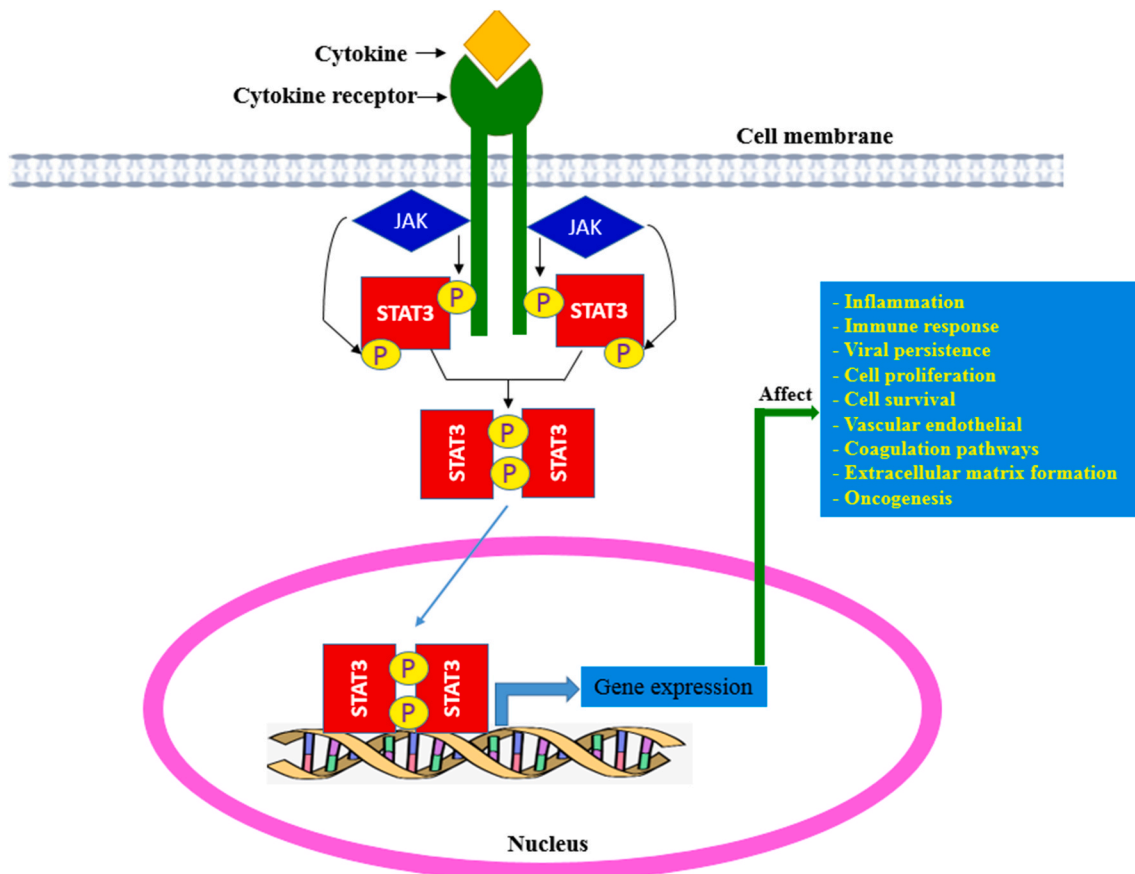 Cytokine
Cytokine receptor
Cell membrane
JAK
JAK
P
P
STAT3
STAT3
P
P
- Inflammation
- Immune response
- Viral persistence
- Cell proliferation
- Cell survival
- Vascular endothelial
- Coagulation pathways
- Extracellular matrix formation
- Oncogenesis
Affect
STAT3
P
P
STAT3
STAT3
P
P
STAT3
Gene expression
Nucleus